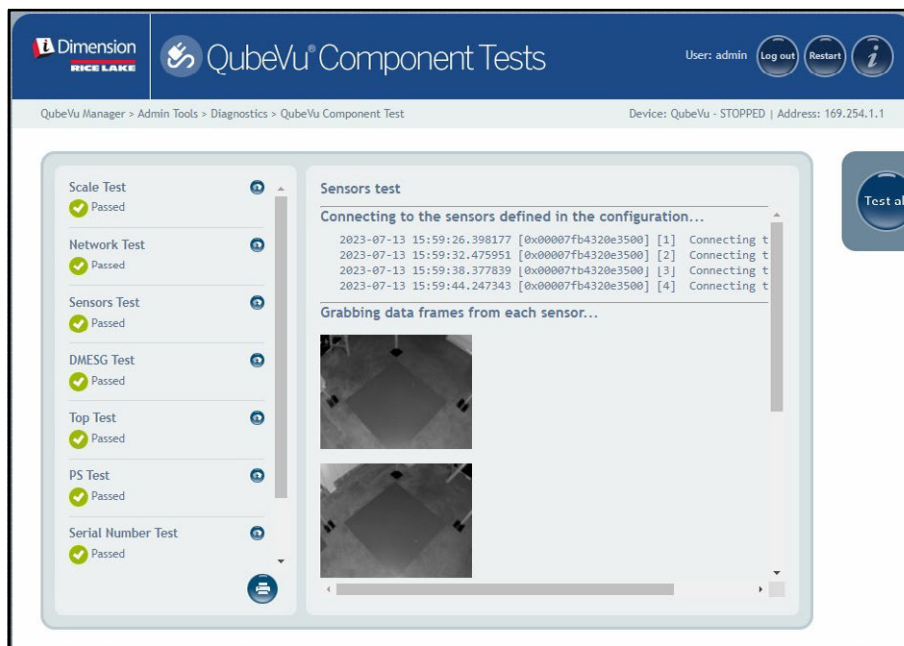 iDimension
RICE LAKE
QubeVu® Component Tests
User: admin
Log out
Restart
i
QubeVu Manager > Admin Tools > Diagnostics > QubeVu Component Test
Device: QubeVu - STOPPED | Address: 169.254.1.1
Scale Test
Passed
Network Test
Passed
Sensors Test
Passed
DMESG Test
Passed
Top Test
Passed
PS Test
Passed
Serial Number Test
Passed
Sensors test
Connecting to the sensors defined in the configuration...
2023-07-13 15:59:26.398177 [0x00007fb4320e3500] [1] Connecting t
2023-07-13 15:59:32.475951 [0x00007fb4320e3500] [2] Connecting t
2023-07-13 15:59:38.377839 [0x00007fb4320e3500] [3] Connecting t
2023-07-13 15:59:44.247343 [0x00007fb4320e3500] [4] Connecting t
Grabbing data frames from each sensor...
Test al